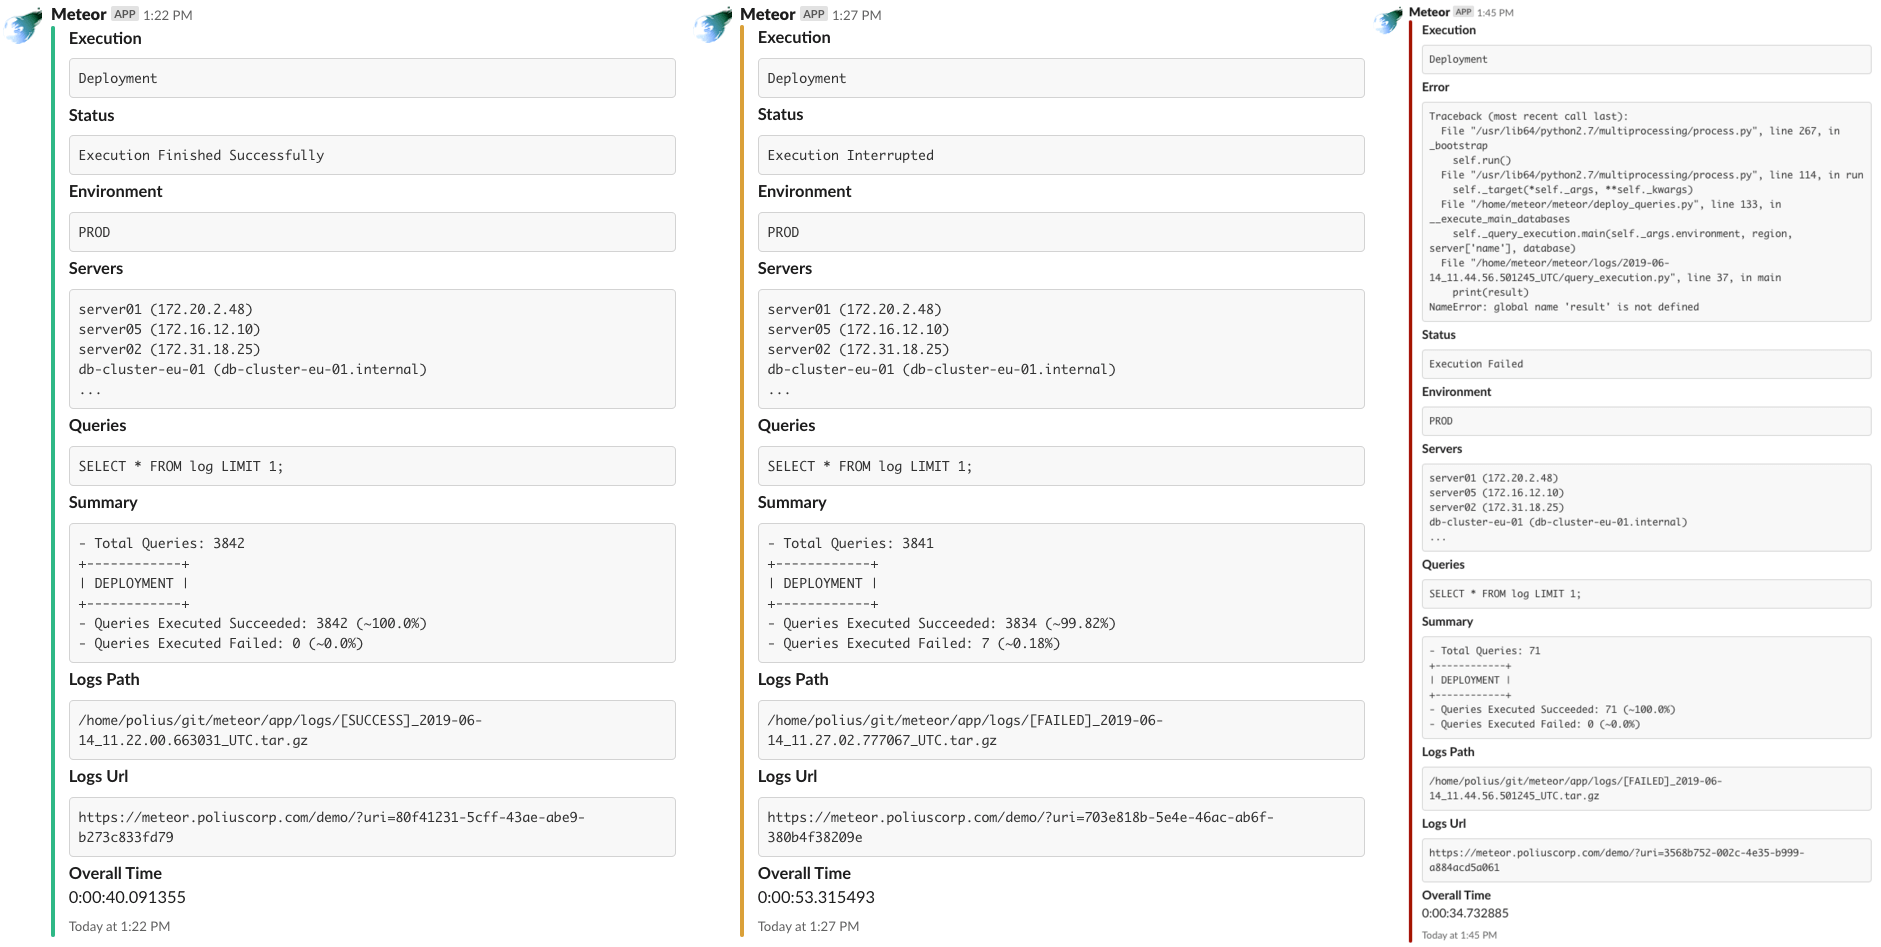 Meteor APP 1:22 PM
Execution
Deployment
Status
Execution Finished Successfully
Environment
PROD
Servers
server01 (172.20.2.48)
server05 (172.16.12.10)
server02 (172.31.18.25)
db-cluster-eu-01 (db-cluster-eu-01.internal)
...
Queries
SELECT * FROM log LIMIT 1;
Summary
- Total Queries: 3842
+------------+
| DEPLOYMENT |
+------------+
- Queries Executed Succeeded: 3842 (~100.0%)
- Queries Executed Failed: 0 (~0.0%)
Logs Path
/home/polius/git/meteor/app/logs/[SUCCESS]_2019-06-
14_11.22.00.663031_UTC.tar.gz
Logs Url
https://meteor.poliuscorp.com/demo/?uri=80f41231-5cff-43ae-abe9-
b273c833fd79
Overall Time
0:00:40.091355
Today at 1:22 PM
Meteor APP 1:27 PM
Execution
Deployment
Status
Execution Interrupted
Environment
PROD
Servers
server01 (172.20.2.48)
server05 (172.16.12.10)
server02 (172.31.18.25)
db-cluster-eu-01 (db-cluster-eu-01.internal)
...
Queries
SELECT * FROM log LIMIT 1;
Summary
- Total Queries: 3841
+------------+
| DEPLOYMENT |
+------------+
- Queries Executed Succeeded: 3834 (~99.82%)
- Queries Executed Failed: 7 (~0.18%)
Logs Path
/home/polius/git/meteor/app/logs/[FAILED]_2019-06-
14_11.27.02.777067_UTC.tar.gz
Logs Url
https://meteor.poliuscorp.com/demo/?uri=703e818b-5e4e-46ac-ab6f-
380b4f38209e
Overall Time
0:00:53.315493
Today at 1:27 PM
Meteor APP 1:45 PM
Execution
Deployment
Error
Traceback (most recent call last):
  File "/usr/lib64/python2.7/multiprocessing/process.py", line 267, in
_bootstrap
    self.run()
  File "/usr/lib64/python2.7/multiprocessing/process.py", line 114, in run
    self._target(*self._args, **self._kwargs)
  File "/home/meteor/meteor/deploy_queries.py", line 133, in
__execute_main_databases
    self._query_execution.main(self._args.environment, region,
server['name'], database)
  File "/home/meteor/meteor/logs/2019-06-
14_11.44.56.501245_UTC/query_execution.py", line 37, in main
    print(result)
NameError: global name 'result' is not defined
Status
Execution Failed
Environment
PROD
Servers
server01 (172.20.2.48)
server05 (172.16.12.10)
server02 (172.31.18.25)
db-cluster-eu-01 (db-cluster-eu-01.internal)
...
Queries
SELECT * FROM log LIMIT 1;
Summary
- Total Queries: 71
+------------+
| DEPLOYMENT |
+------------+
- Queries Executed Succeeded: 71 (~100.0%)
- Queries Executed Failed: 0 (~0.0%)
Logs Path
/home/polius/git/meteor/app/logs/[FAILED]_2019-06-
14_11.44.56.501245_UTC.tar.gz
Logs Url
https://meteor.poliuscorp.com/demo/?uri=3568b752-002c-4e35-b999-
a884acd5a061
Overall Time
0:00:34.732885
Today at 1:45 PM